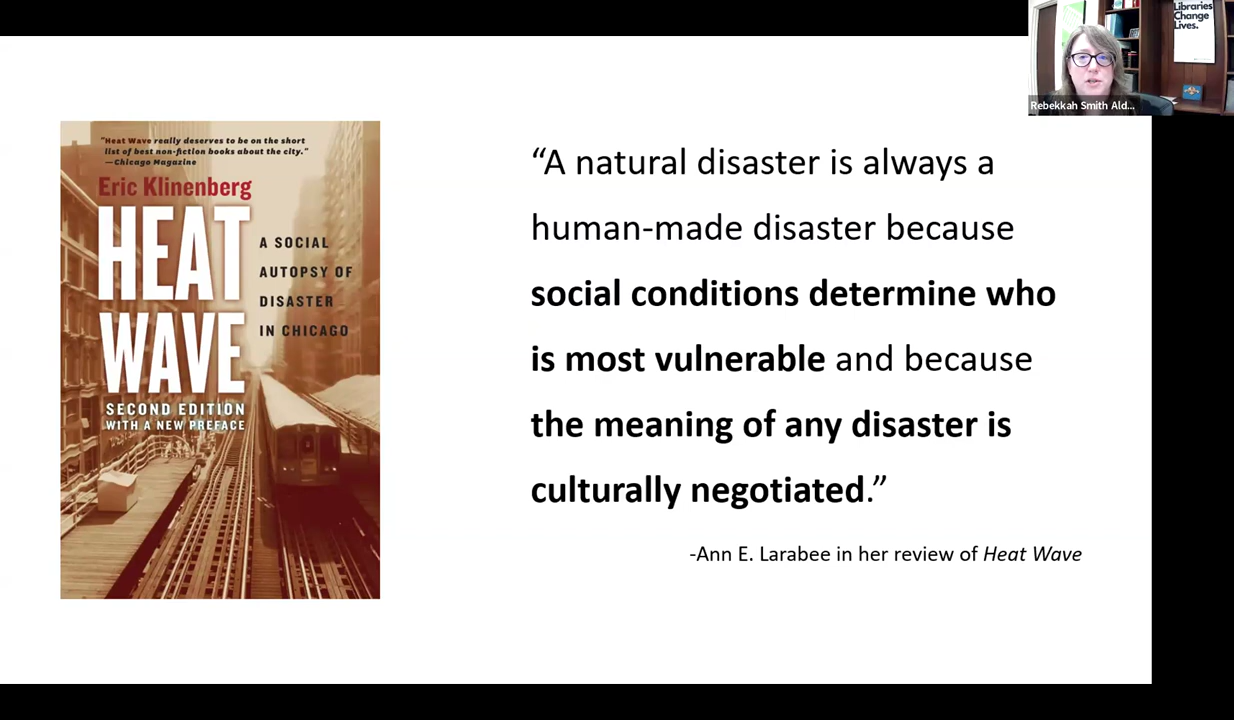 Libraries
Change
Lives.
Rebekkah Smith Ald...
"Heat Wave really deserves to be on the short
list of best non-fiction books about the city."
—Chicago Magazine
Eric Klinenberg
HEAT
WAVE
A SOCIAL
AUTOPSY OF
DISASTER
IN CHICAGO
SECOND EDITION
WITH A NEW PREFACE
“A natural disaster is always a
human-made disaster because
social conditions determine who
is most vulnerable and because
the meaning of any disaster is
culturally negotiated.”
-Ann E. Larabee in her review of Heat Wave